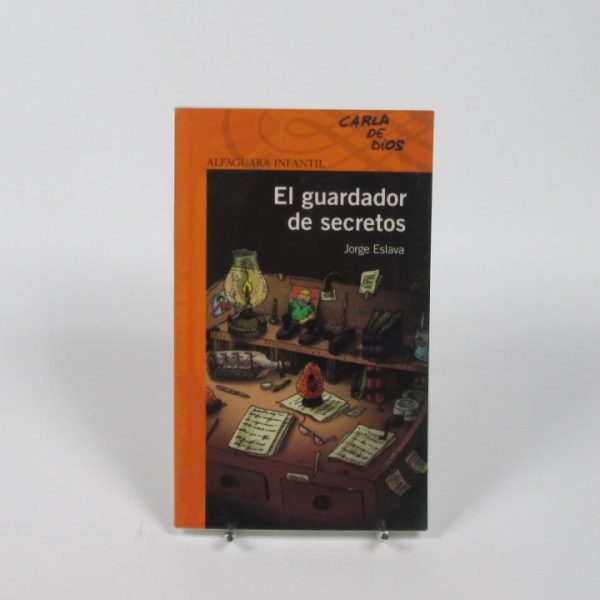 CARLA
DE
DIOS
ALFAGUARA INFANTIL
El guardador
de secretos
Jorge Eslava